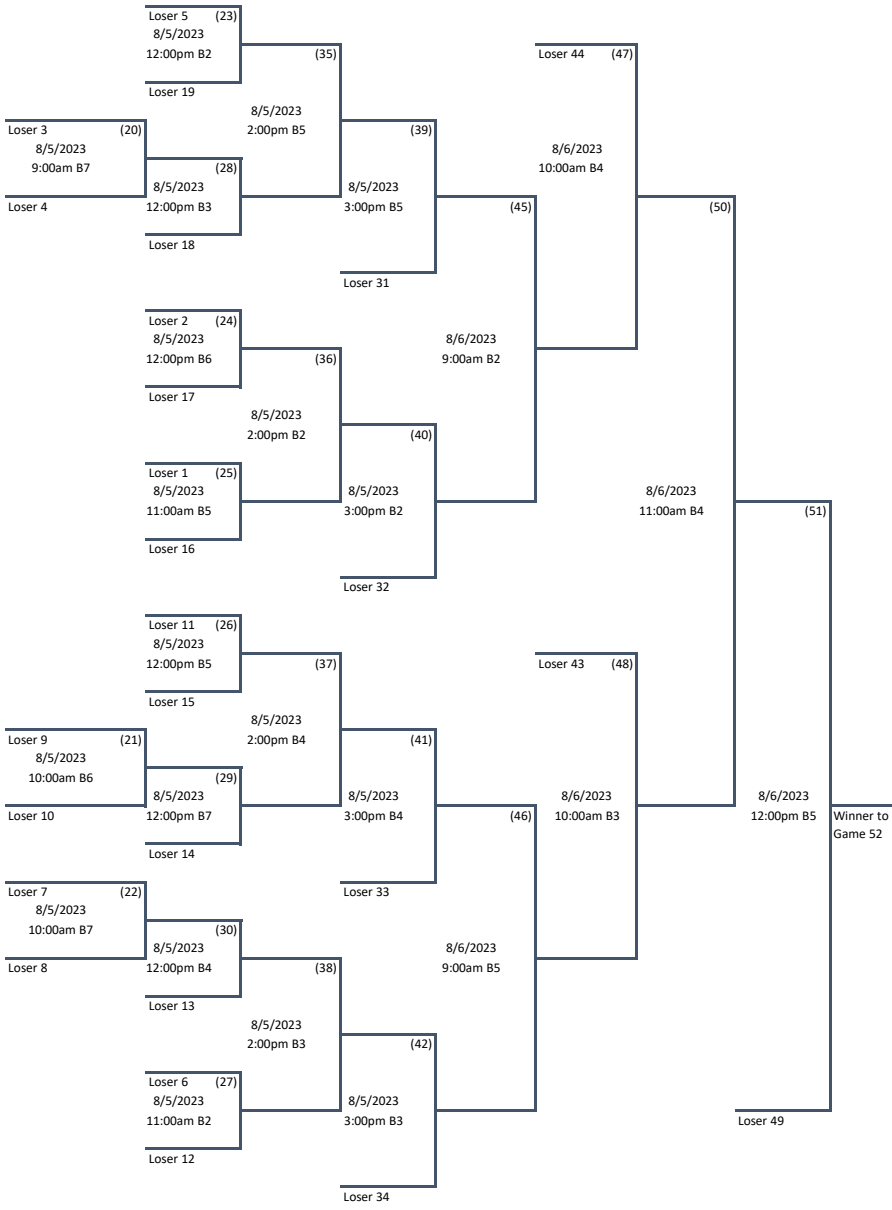 Loser 5 (23)
8/5/2023
12:00pm B2
Loser 19
(35)
8/5/2023
2:00pm B5
Loser 3 (20)
8/5/2023
9:00am B7
Loser 4
(28)
8/5/2023
12:00pm B3
Loser 18
(39)
8/5/2023
3:00pm B5
Loser 31
Loser 44 (47)
8/6/2023
10:00am B4
(45)
8/6/2023
9:00am B2
(50)
8/6/2023
11:00am B4
Loser 2 (24)
8/5/2023
12:00pm B6
Loser 17
(36)
8/5/2023
2:00pm B2
Loser 1 (25)
8/5/2023
11:00am B5
Loser 16
(40)
8/5/2023
3:00pm B2
Loser 32
(51)
8/6/2023
12:00pm B5
Winner to
Game 52
Loser 11 (26)
8/5/2023
12:00pm B5
Loser 15
(37)
8/5/2023
2:00pm B4
Loser 9 (21)
8/5/2023
10:00am B6
Loser 10
(29)
8/5/2023
12:00pm B7
Loser 14
(41)
8/5/2023
3:00pm B4
Loser 33
Loser 43 (48)
8/6/2023
10:00am B3
(46)
8/6/2023
9:00am B5
Loser 7 (22)
8/5/2023
10:00am B7
Loser 8
(30)
8/5/2023
12:00pm B4
Loser 13
(38)
8/5/2023
2:00pm B3
Loser 6 (27)
8/5/2023
11:00am B2
Loser 12
(42)
8/5/2023
3:00pm B3
Loser 34
Loser 49